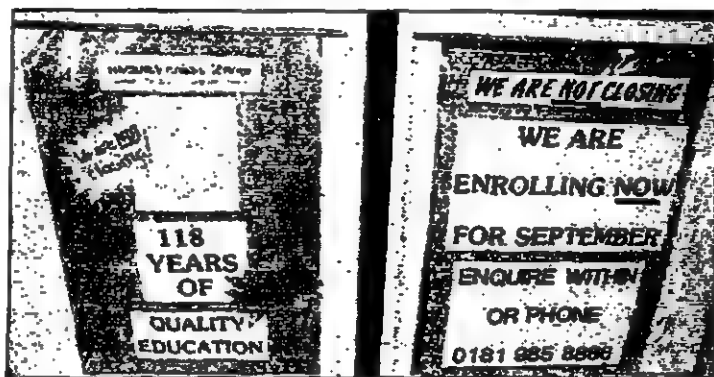 118
YEARS
OF
QUALITY
EDUCATION
WE ARE NOT CLOSING
WE ARE
ENROLLING NOW
FOR SEPTEMBER
ENQUIRE WITHIN
OR PHONE
0181 985 8866